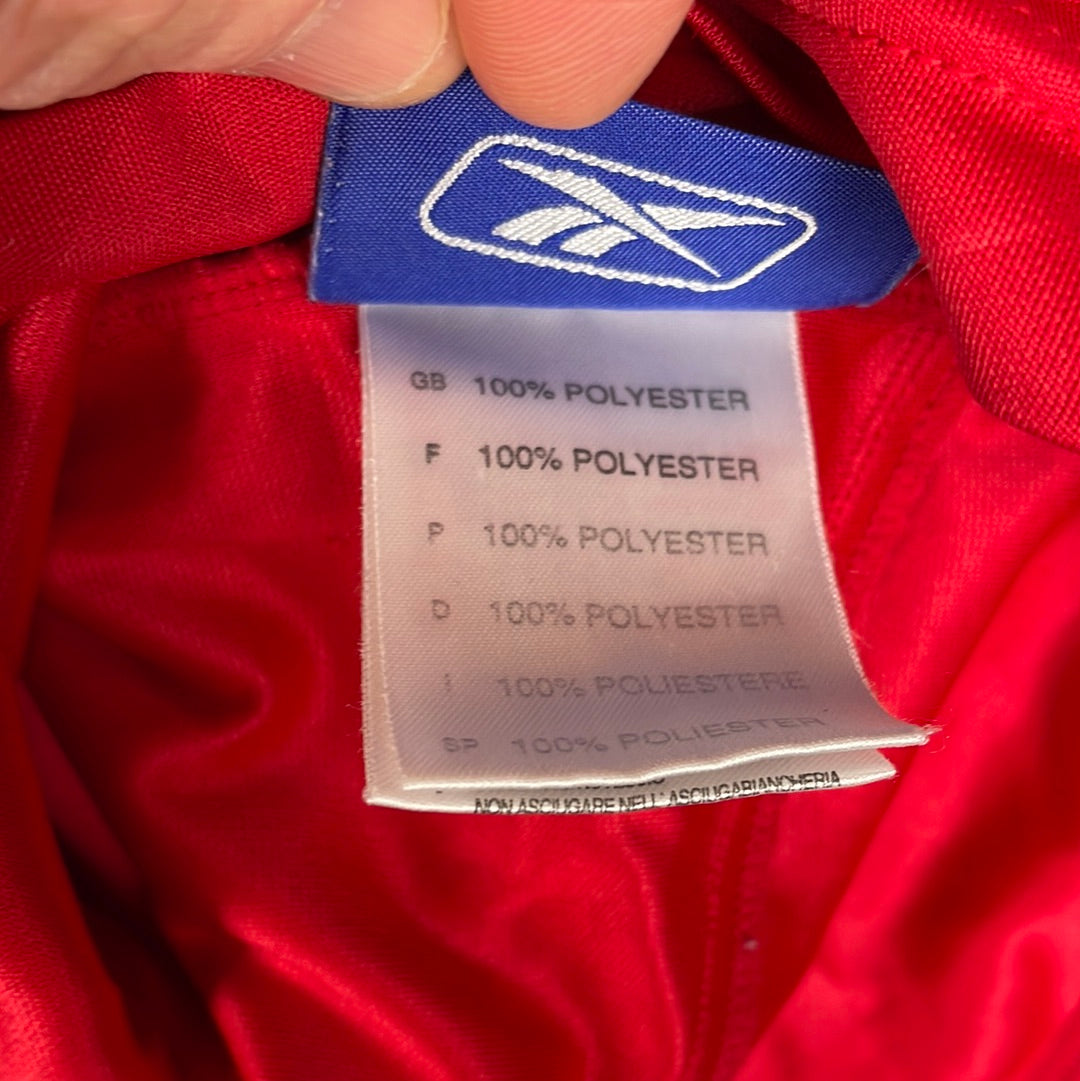 GB 100% POLYESTER
F 100% POLYESTER
P 100% POLYESTER
D 100% POLYESTER
I 100% POLIESTERE
SP 100% POLIESTER
NON ASCIUGARE NELL' ASCIUGABIANCHERIA